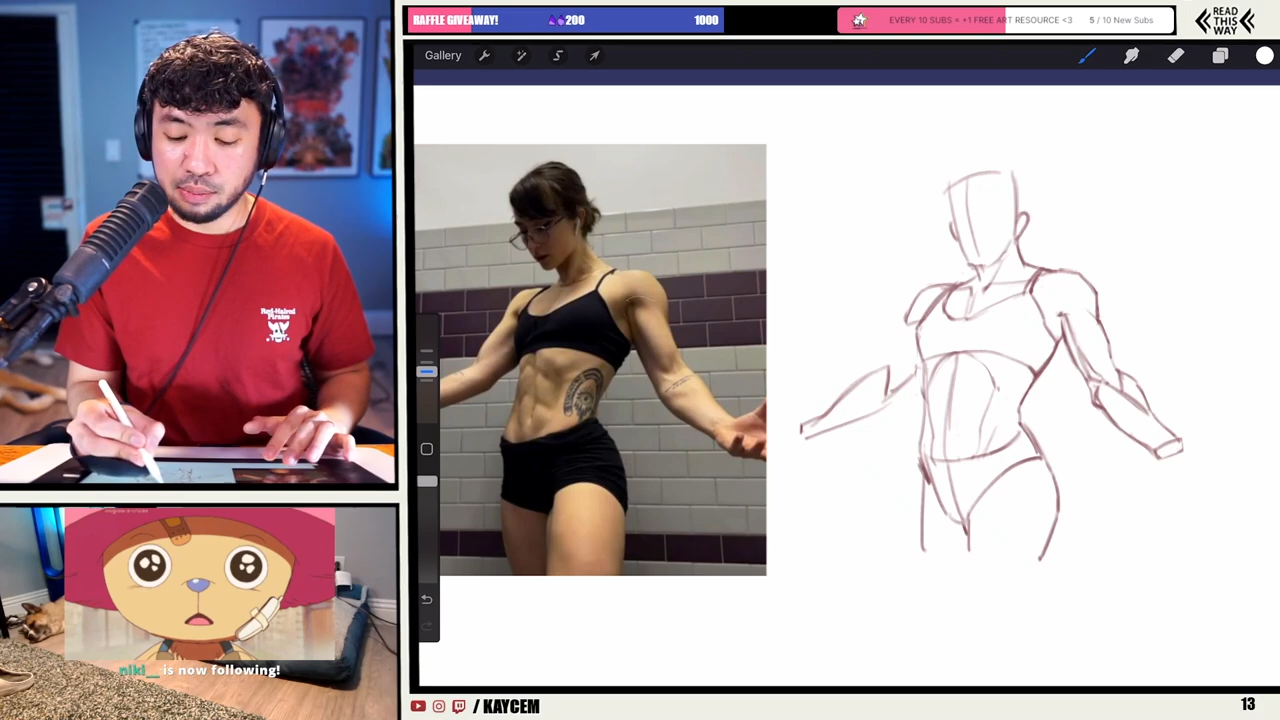 RAFFLE GIVEAWAY!
200
1000
EVERY 10 SUBS = +1 FREE ART RESOURCE <3
5 / 10 New Subs
READ
THIS
WAY
Gallery
Red-Haired
Pirates
niki__ is now following!
/ KAYCEM
13